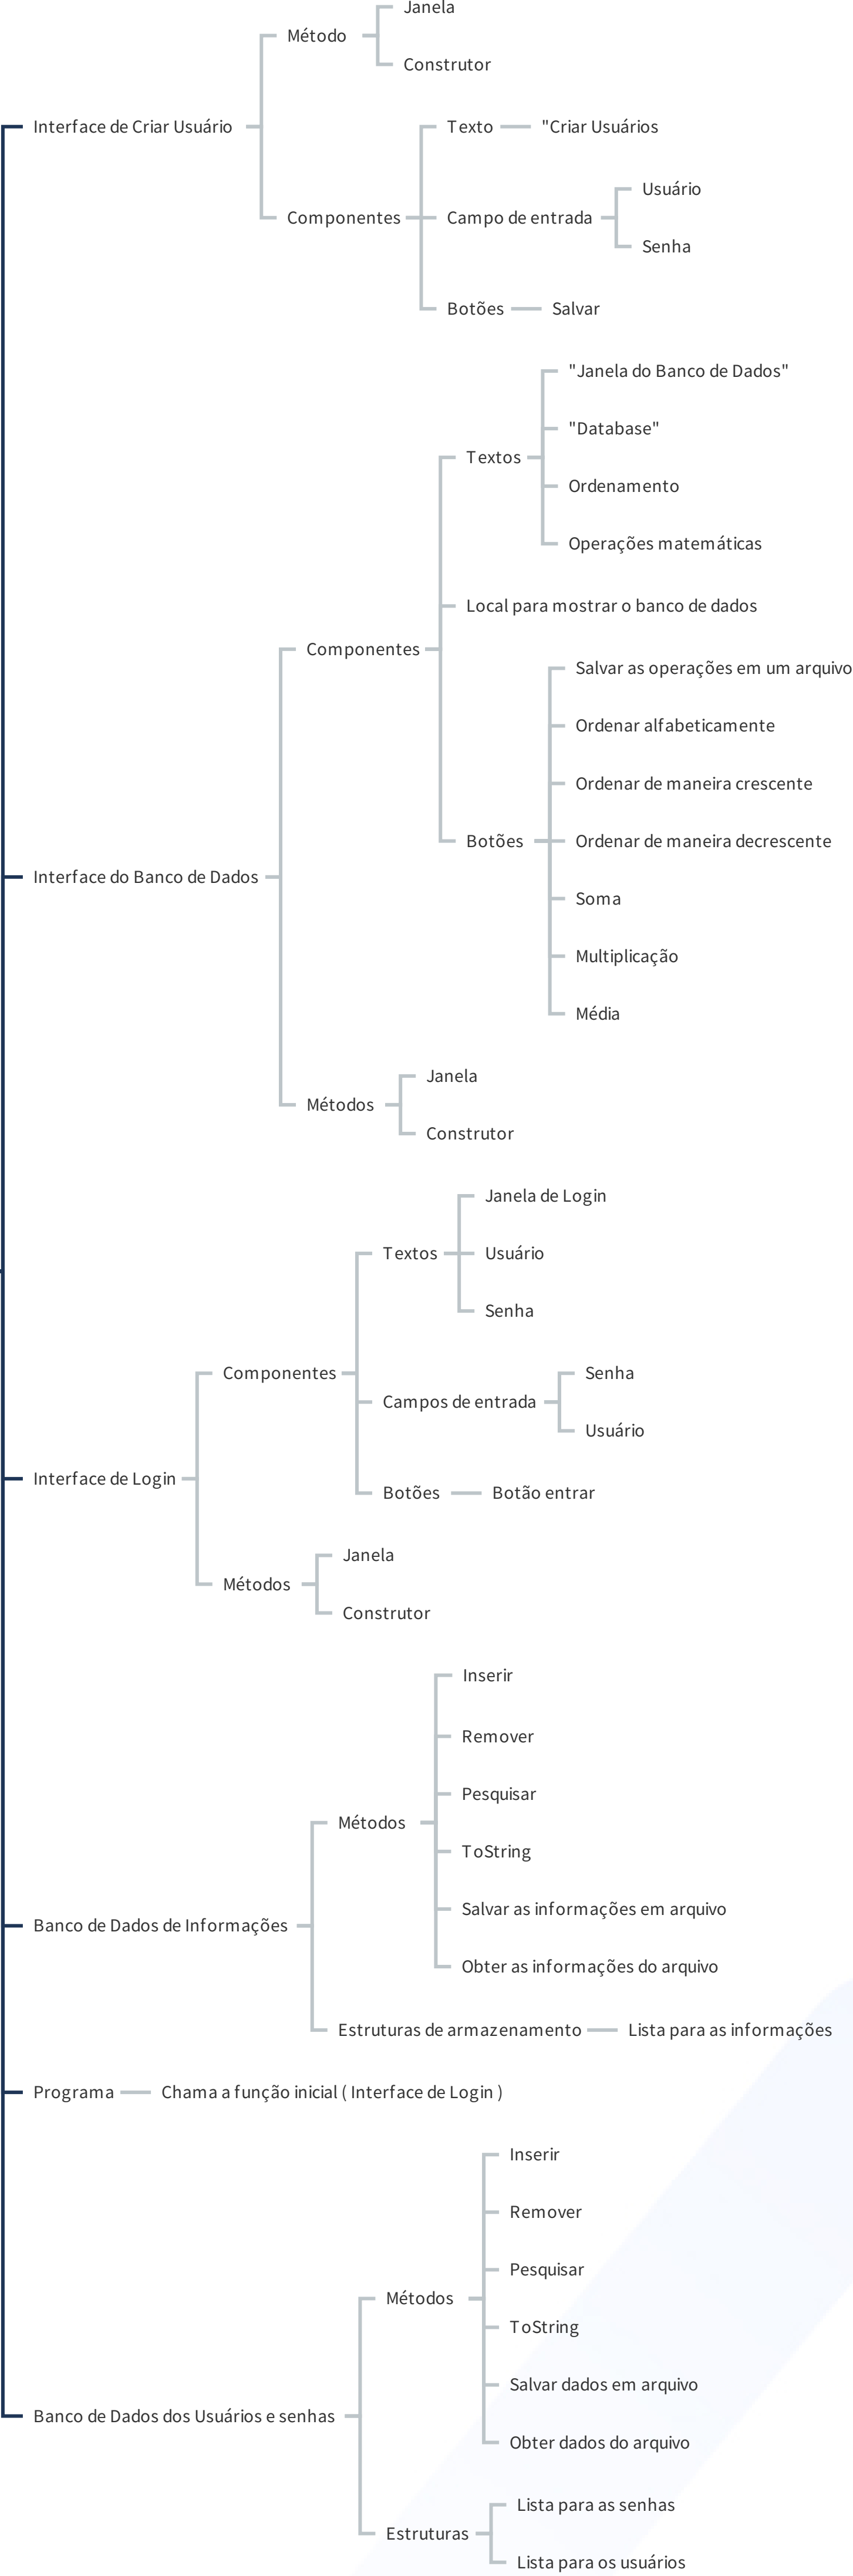 Janela
Método
Construtor
Interface de Criar Usuário
Texto
"Criar Usuários
Usuário
Componentes
Campo de entrada
Senha
Botões
Salvar
"Janela do Banco de Dados"
"Database"
Textos
Ordenamento
Operações matemáticas
Local para mostrar o banco de dados
Componentes
Salvar as operações em um arquivo
Ordenar alfabeticamente
Ordenar de maneira crescente
Botões
Ordenar de maneira decrescente
Interface do Banco de Dados
Soma
Multiplicação
Média
Janela
Métodos
Construtor
Janela de Login
Textos
Usuário
Senha
Componentes
Senha
Campos de entrada
Usuário
Interface de Login
Botões
Botão entrar
Janela
Métodos
Construtor
Inserir
Remover
Pesquisar
Métodos
ToString
Salvar as informações em arquivo
Banco de Dados de Informações
Obter as informações do arquivo
Estruturas de armazenamento
Lista para as informações
Programa
Chama a função inicial ( Interface de Login )
Inserir
Remover
Pesquisar
Métodos
ToString
Salvar dados em arquivo
Banco de Dados dos Usuários e senhas
Obter dados do arquivo
Lista para as senhas
Estruturas
Lista para os usuários